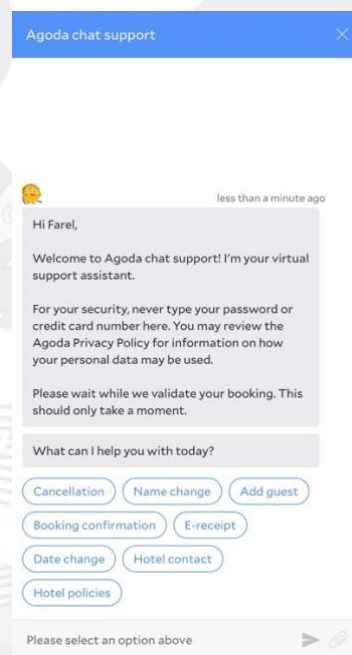 Agoda chat support
less than a minute ago
Hi Farel,
Welcome to Agoda chat support! I'm your virtual
support assistant.
For your security, never type your password or
credit card number here. You may review the
Agoda Privacy Policy for information on how
your personal data may be used.
Please wait while we validate your booking. This
should only take a moment.
What can I help you with today?
Cancellation Name change Add guest
Booking confirmation E-receipt
Date change Hotel contact
Hotel policies
Please select an option above